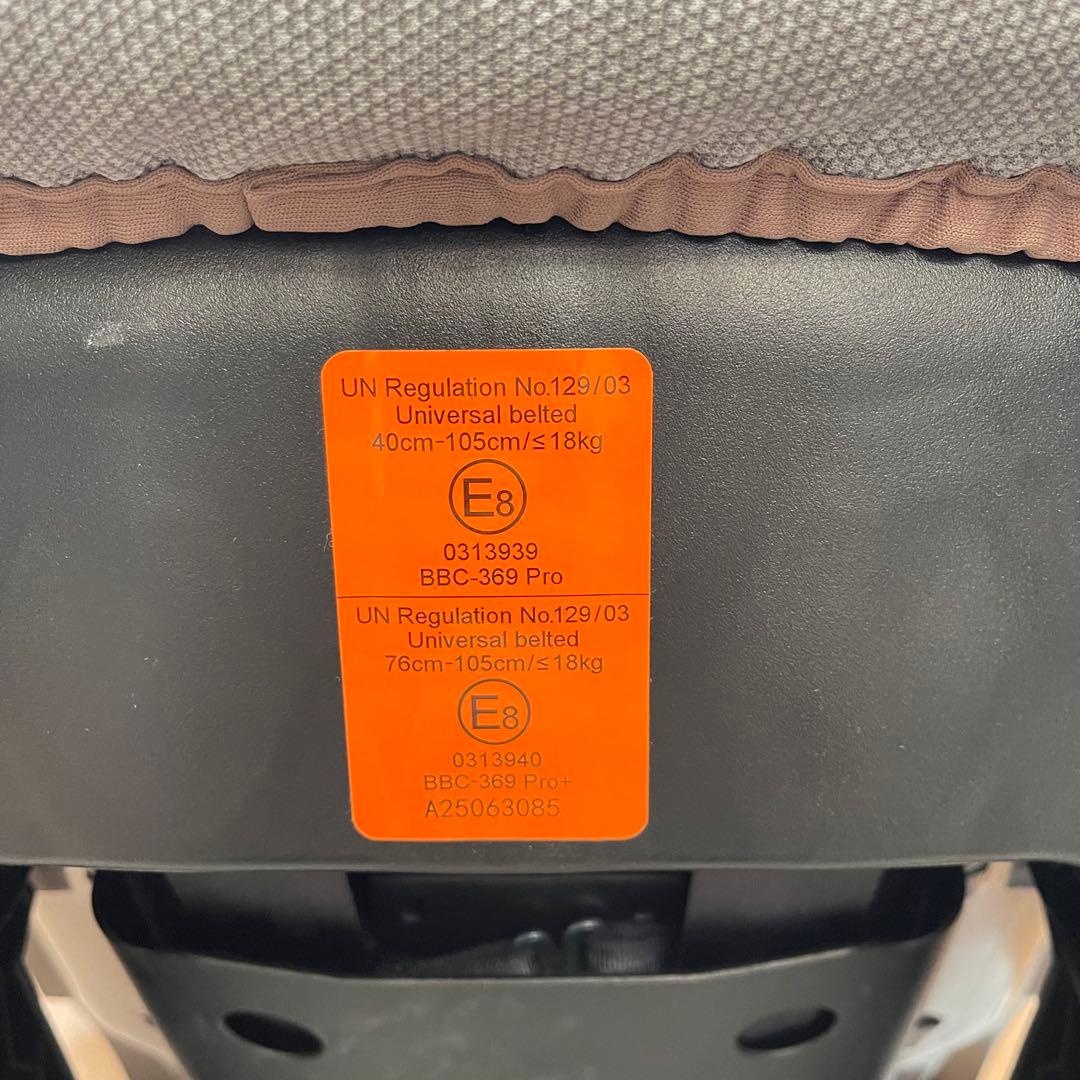 UN Regulation No.129/03
Universal belted
40cm-105cm/≤18kg
E8
0313939
BBC-369 Pro
UN Regulation No.129/03
Universal belted
76cm-105cm/≤18kg
E8
0313940
BBC-369 Pro+
A25063085